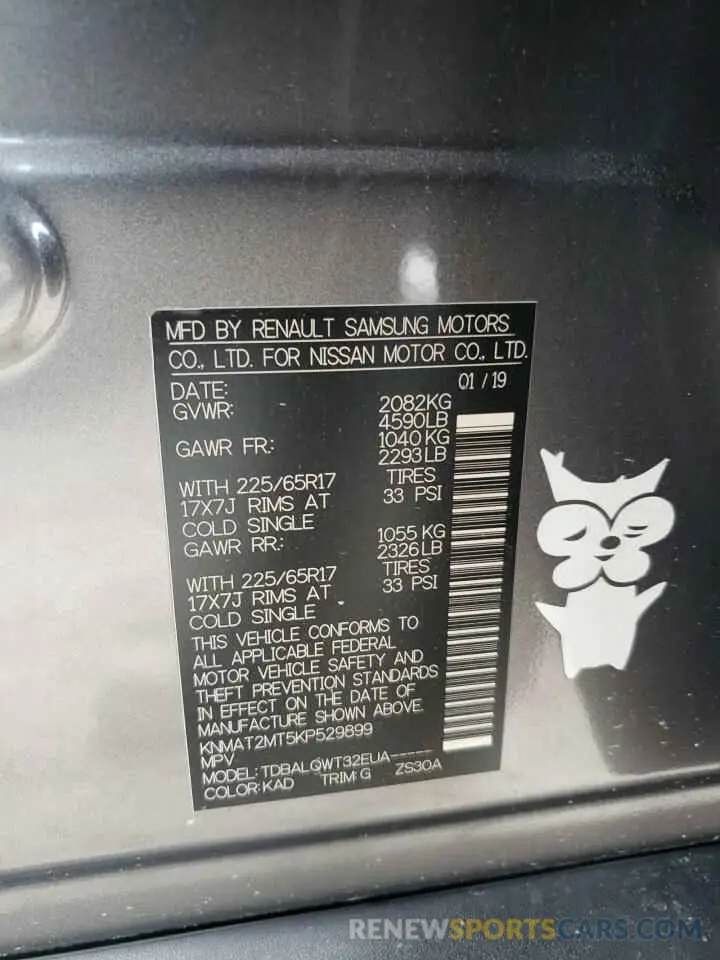 MFD BY RENAULT SAMSUNG MOTORS
CO., LTD. FOR NISSAN MOTOR CO., LTD.
DATE: 01 / 19
GVWR: 2082KG
4590LB
GAWR FR.: 1040 KG
2293LB
WITH 225/65R17 TIRES
17X7J RIMS AT 33 PSI
COLD SINGLE
GAWR RR.: 1055 KG
2326LB
WITH 225/65R17 TIRES
17X7J RIMS AT 33 PSI
COLD SINGLE
THIS VEHICLE CONFORMS TO
ALL APPLICABLE FEDERAL
MOTOR VEHICLE SAFETY AND
THEFT PREVENTION STANDARDS
IN EFFECT ON THE DATE OF
MANUFACTURE SHOWN ABOVE.
KNMAT2MT5KP529899
MPV
MODEL: TDBALQWT32EUA-----
COLOR: KAD TRIM: G ZS30A
RENEWSPORTSCARS.COM